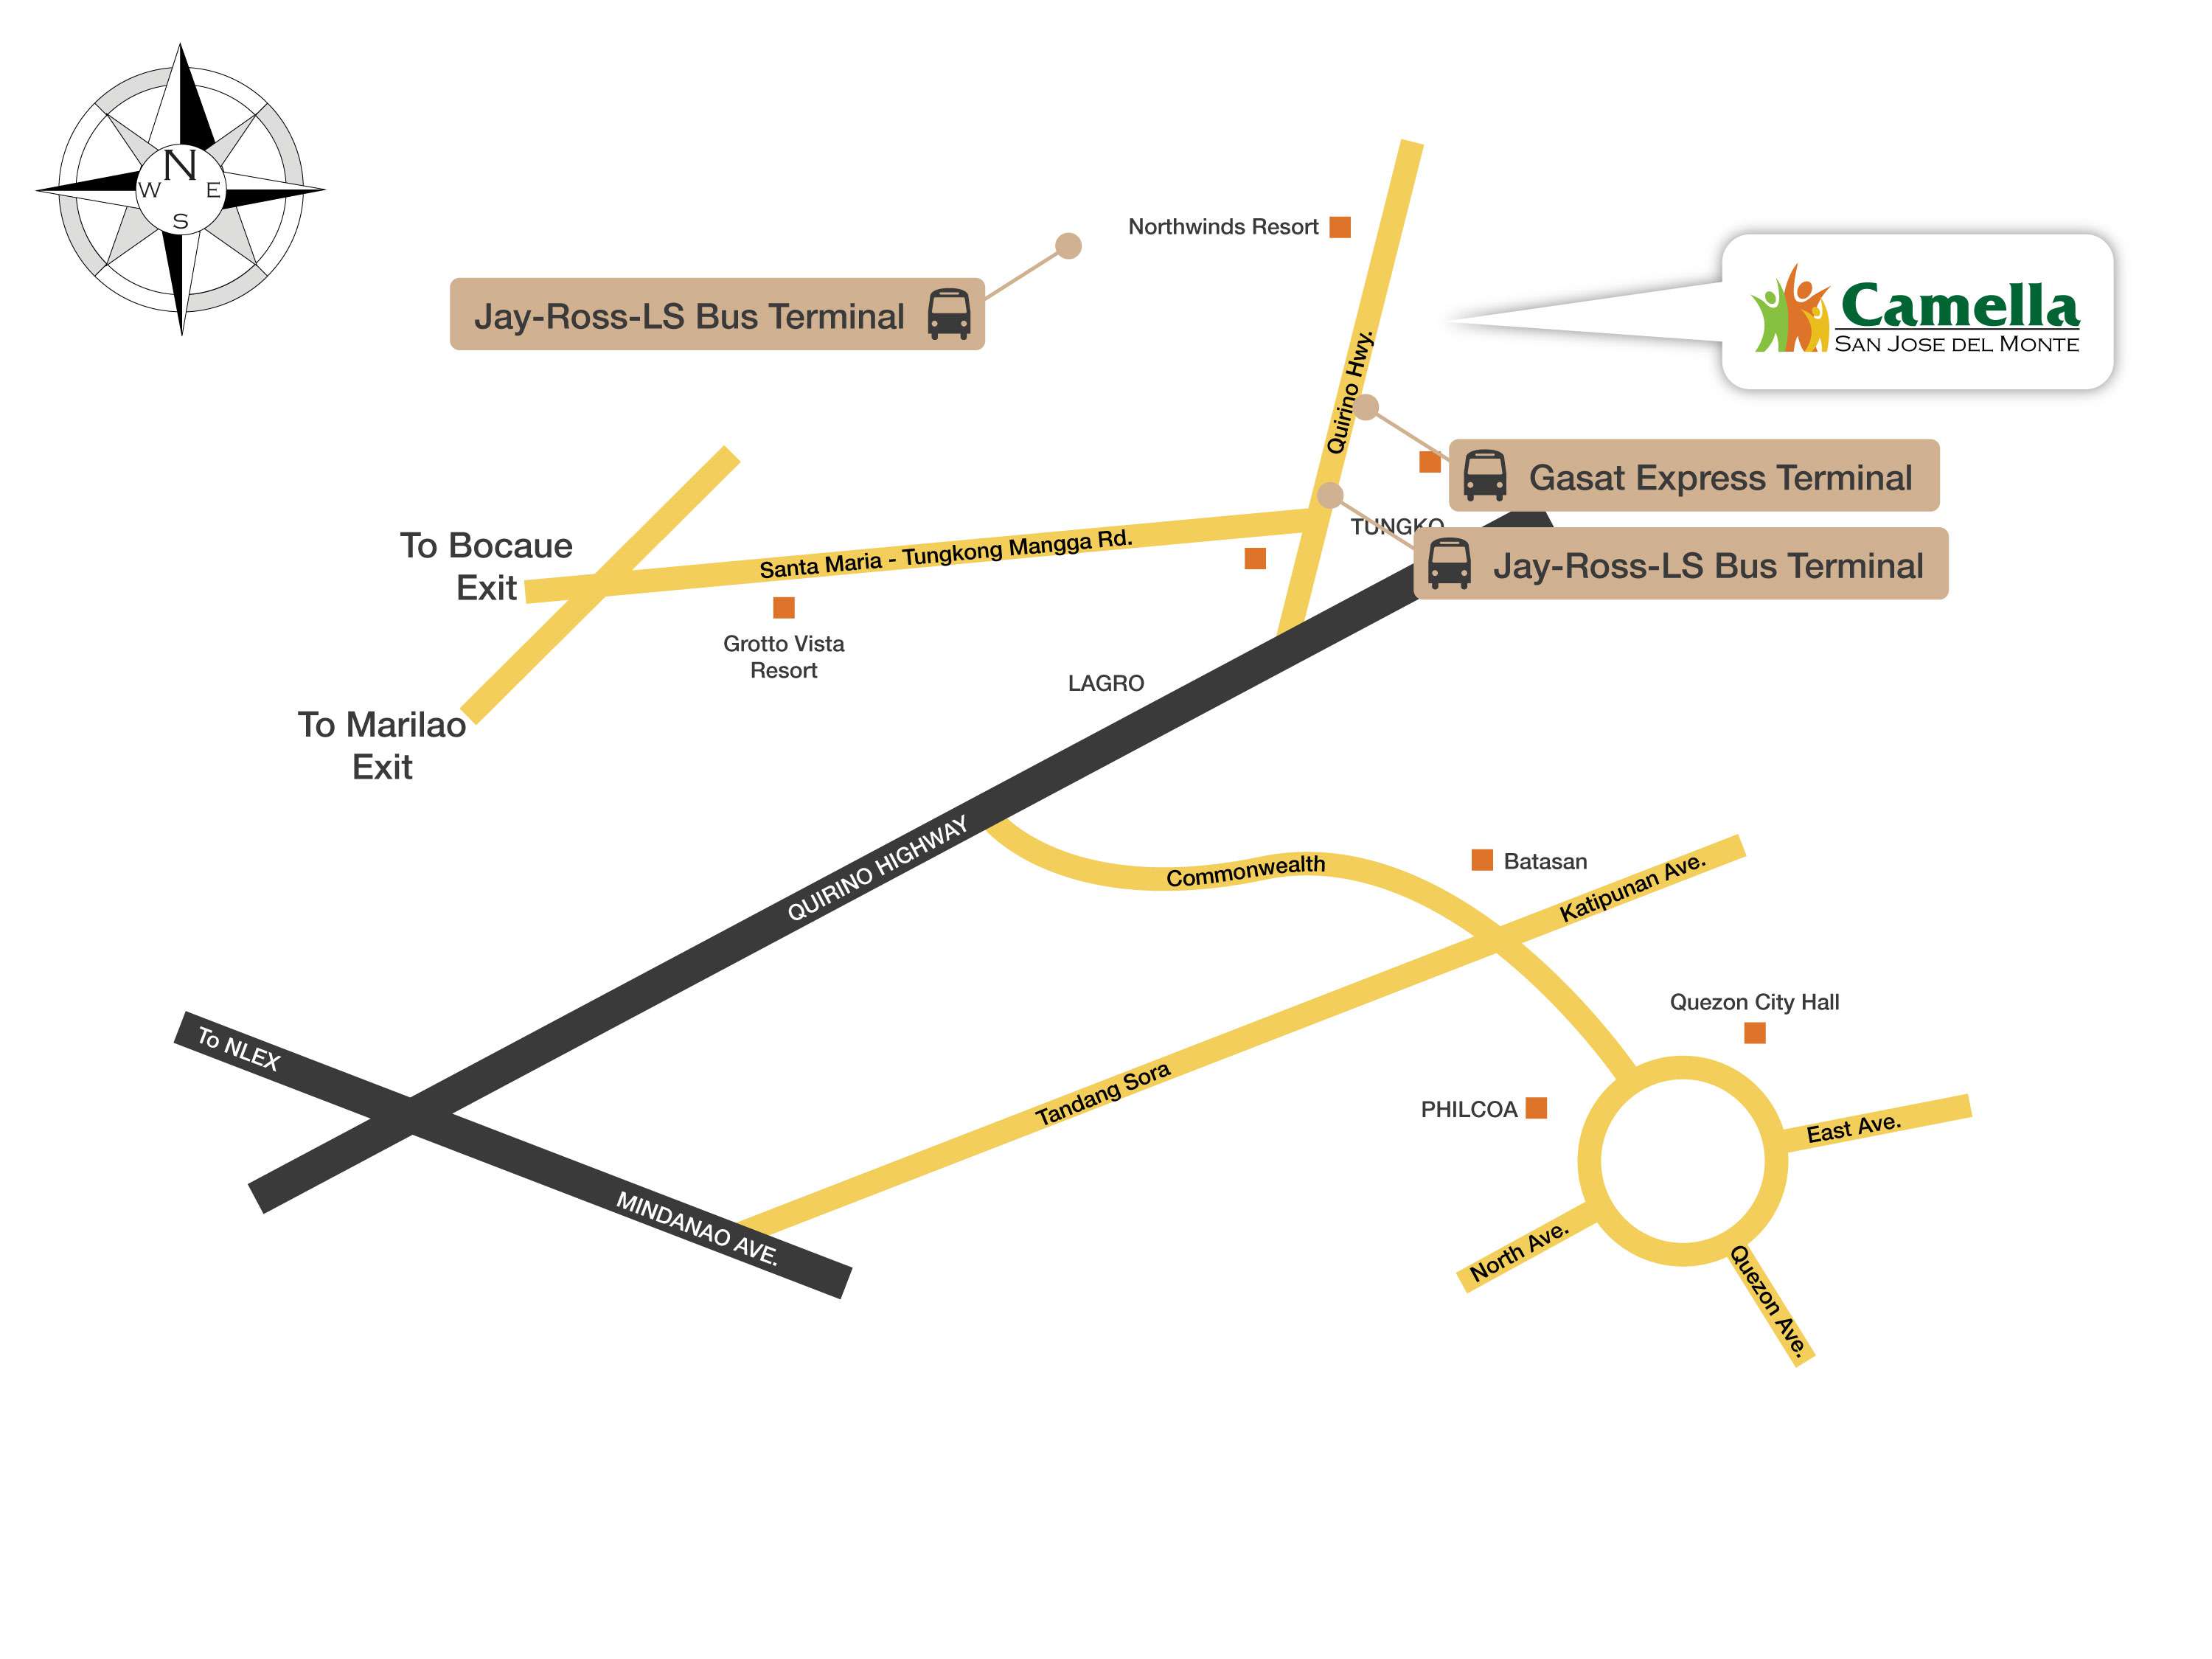 N
W E
S
Northwinds Resort
Jay-Ross-LS Bus Terminal
Camella
SAN JOSE DEL MONTE
Quirino Hwy.
Gasat Express Terminal
TUNGKO
Jay-Ross-LS Bus Terminal
To Bocaue
Exit
Santa Maria - Tungkong Mangga Rd.
Grotto Vista
Resort
LAGRO
To Marilao
Exit
QUIRINO HIGHWAY
Commonwealth
Batasan
Katipunan Ave.
Quezon City Hall
To NLEX
Tandang Sora
PHILCOA
East Ave.
MINDANAO AVE.
North Ave.
Quezon Ave.